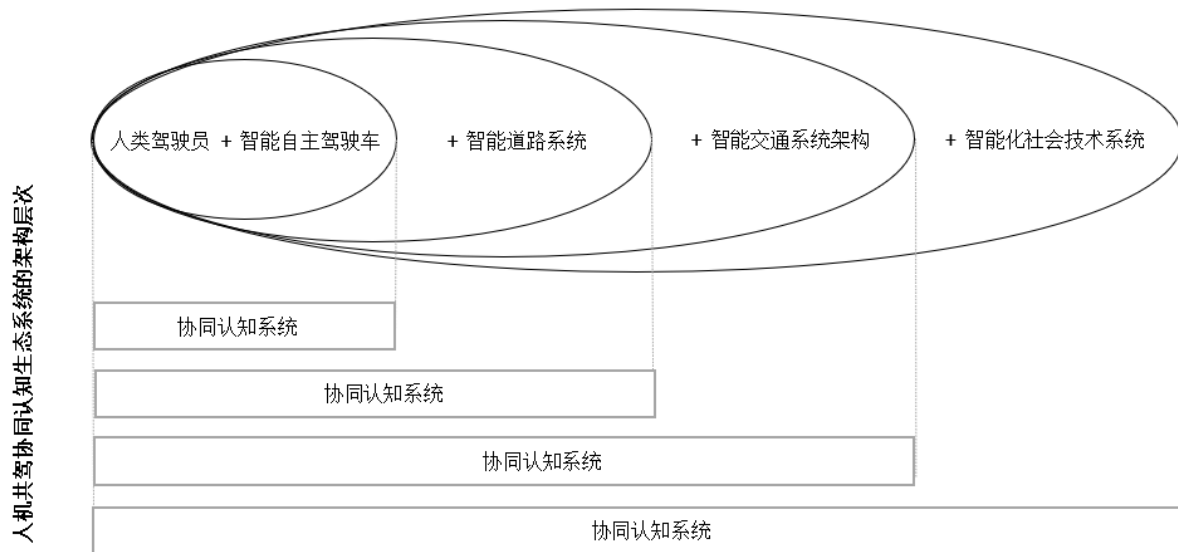 人类驾驶员 + 智能自主驾驶车 + 智能道路系统 + 智能交通系统架构 + 智能化社会技术系统
人机共驾协同认知生态系统的架构层次
协同认知系统
协同认知系统
协同认知系统
协同认知系统